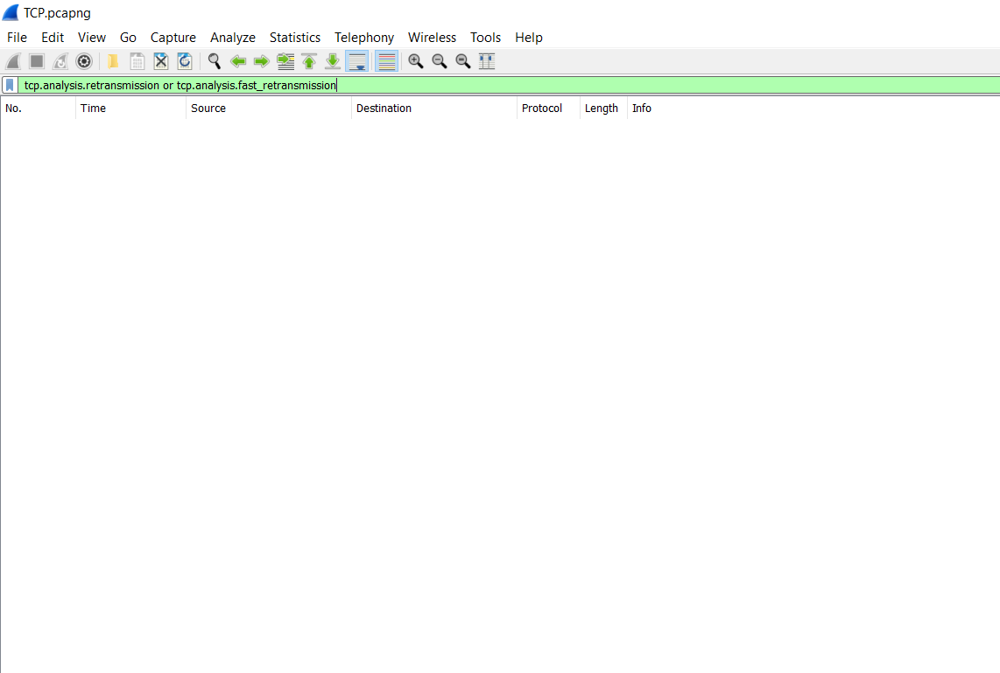 TCP.pcapng
File Edit View Go Capture Analyze Statistics Telephony Wireless Tools Help
tcp.analysis.retransmission or tcp.analysis.fast_retransmission
No. Time Source Destination Protocol Length Info